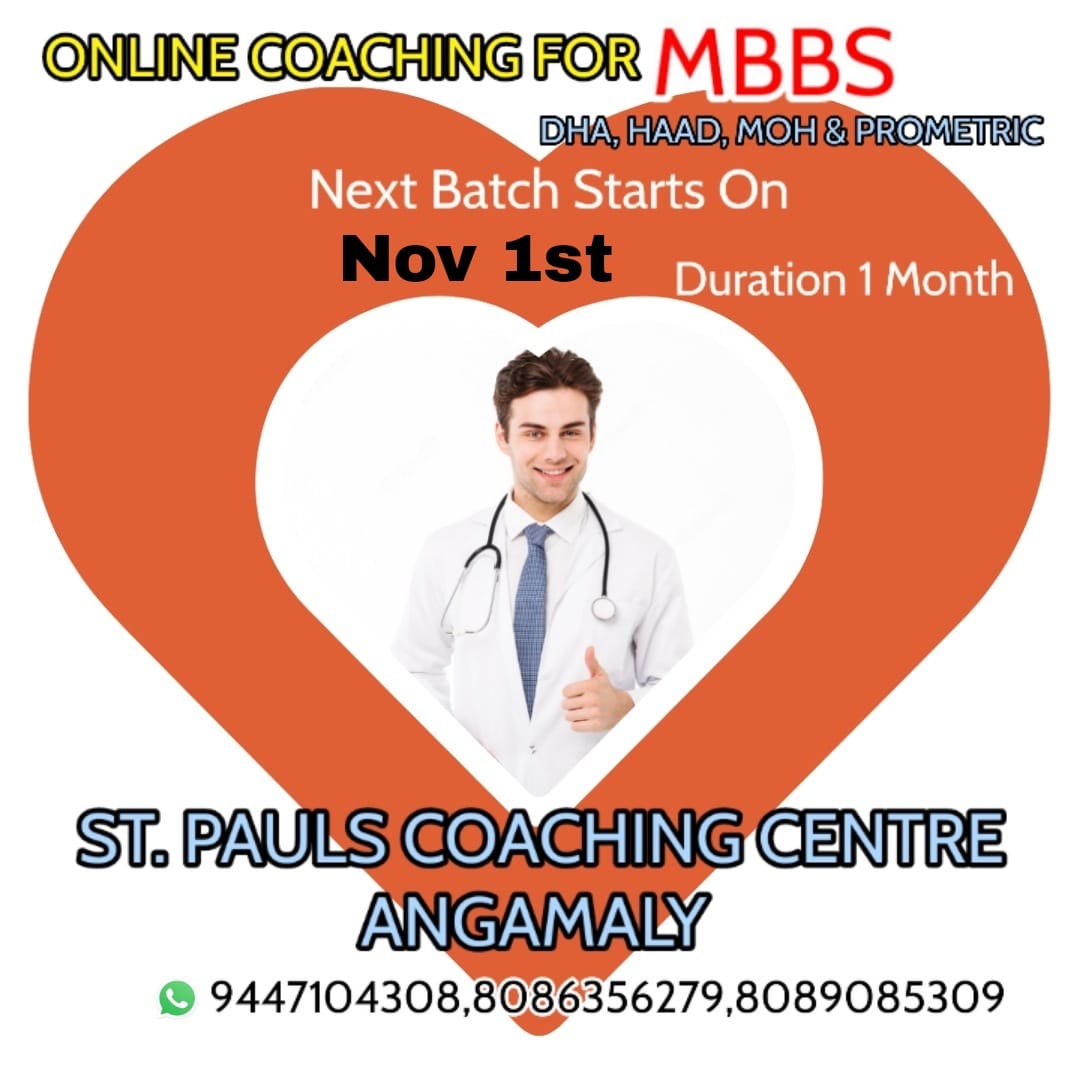 ONLINE COACHING FOR MBBS
DHA, HAAD, MOH & PROMETRIC
Next Batch Starts On
Nov 1st
Duration 1 Month
ST. PAULS COACHING CENTRE
ANGAMALY
9447104308,8086356279,8089085309